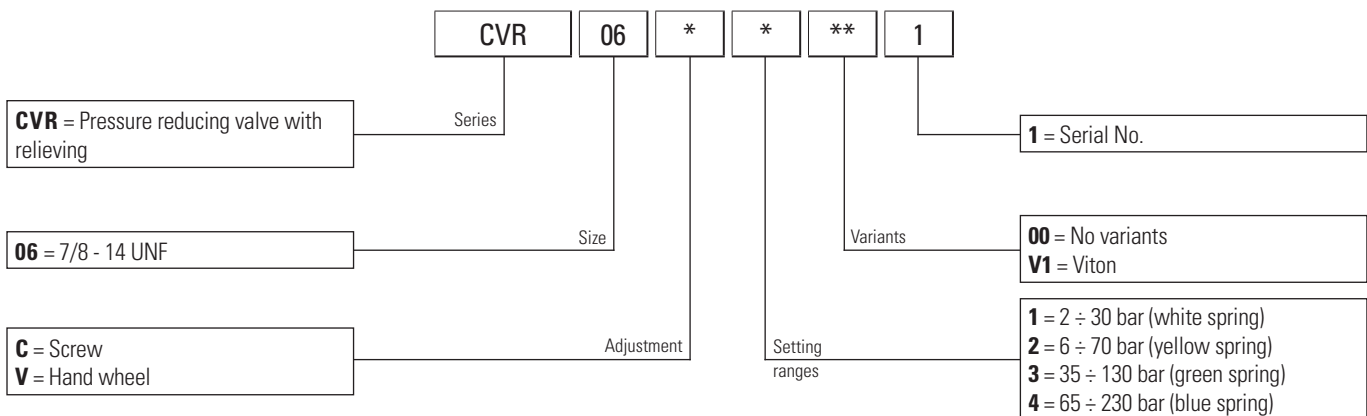 CVR 06 * * ** 1
CVR = Pressure reducing valve with
relieving
Series
1 = Serial No.
06 = 7/8 - 14 UNF
Size
Variants
00 = No variants
V1 = Viton
C = Screw
V = Hand wheel
Adjustment
Setting
ranges
1 = 2 ÷ 30 bar (white spring)
2 = 6 ÷ 70 bar (yellow spring)
3 = 35 ÷ 130 bar (green spring)
4 = 65 ÷ 230 bar (blue spring)